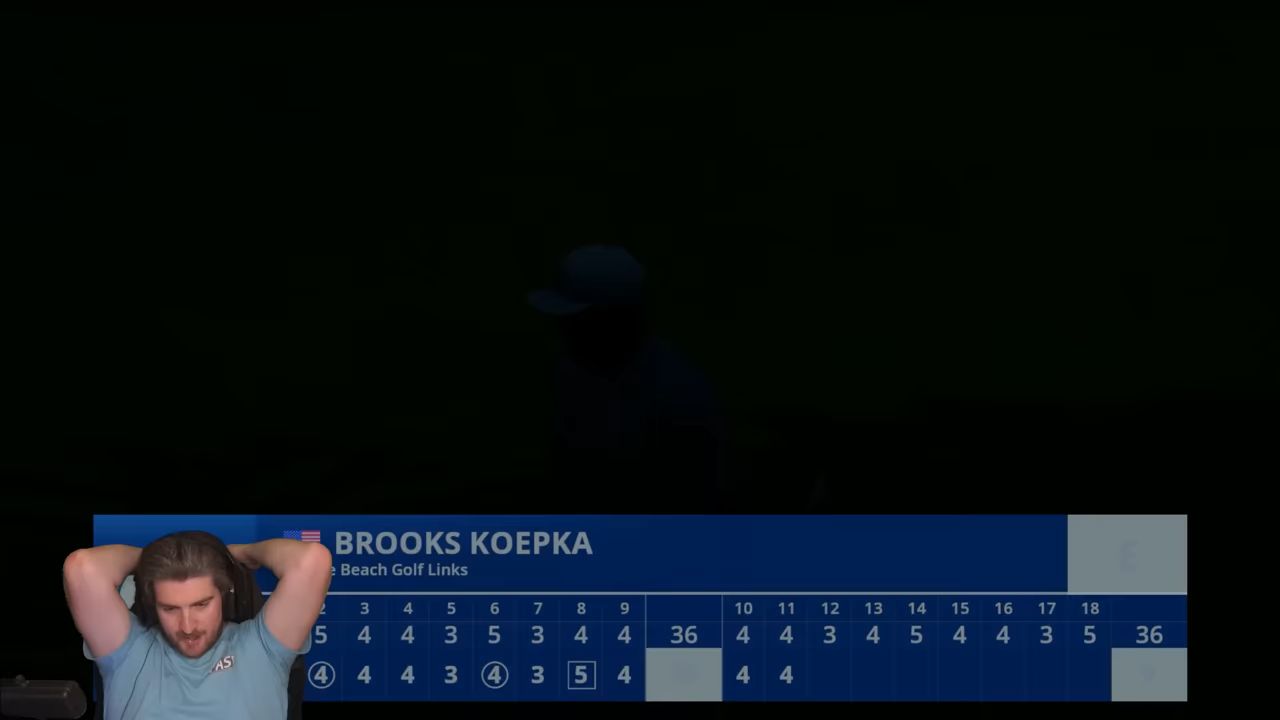 BROOKS KOEPKA
e Beach Golf Links
2 3 4 5 6 7 8 9 10 11 12 13 14 15 16 17 18
5 4 4 3 5 3 4 4 36 4 4 3 4 5 4 4 3 5 36
4 4 4 3 4 3 5 4 4 4